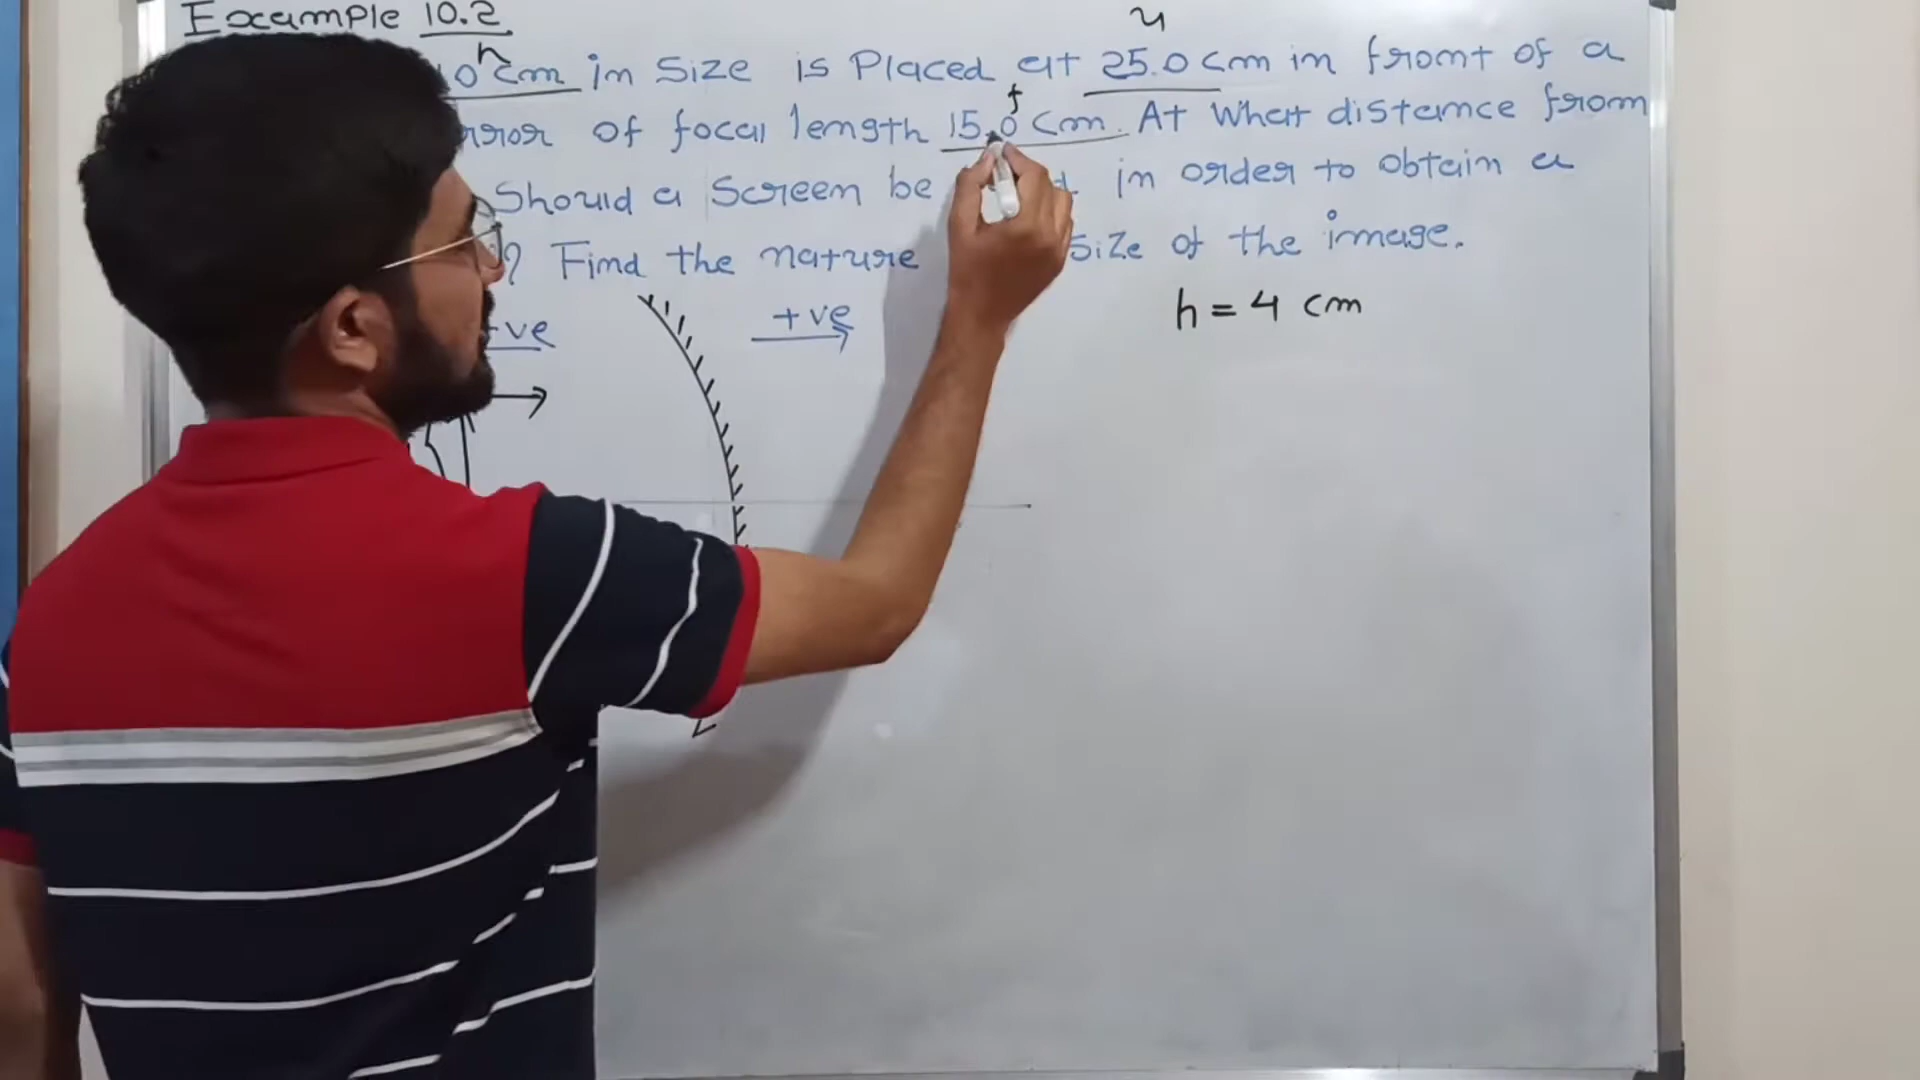 Example 10.2
h u
.0 cm in Size is Placed at 25.0 cm in front of a
f
rror of focal length 15.0 cm. At What distance from
Should a Screen be in order to obtain a
? Find the nature size of the image.
+ve +ve h = 4 cm